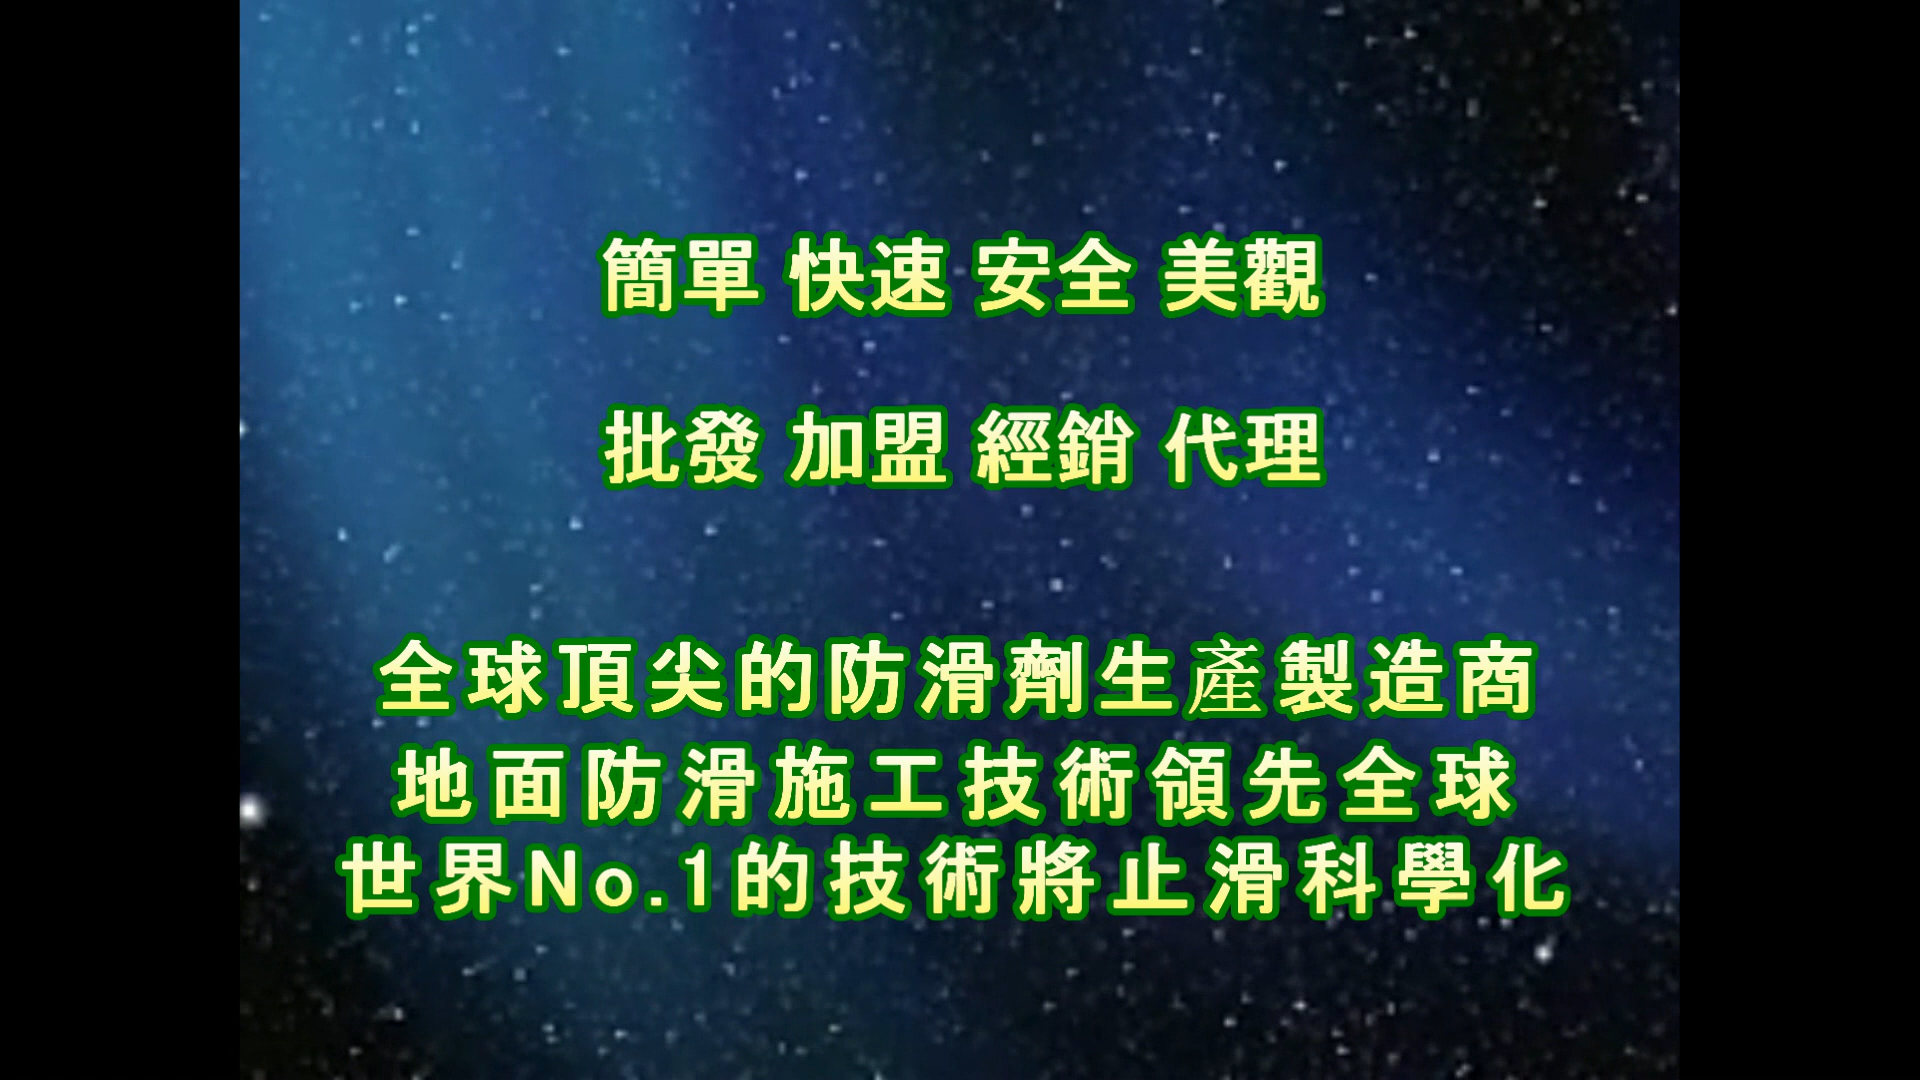 簡單 快速 安全 美觀
批發 加盟 經銷 代理
全球頂尖的防滑劑生產製造商
地面防滑施工技術領先全球
世界No.1的技術將止滑科學化